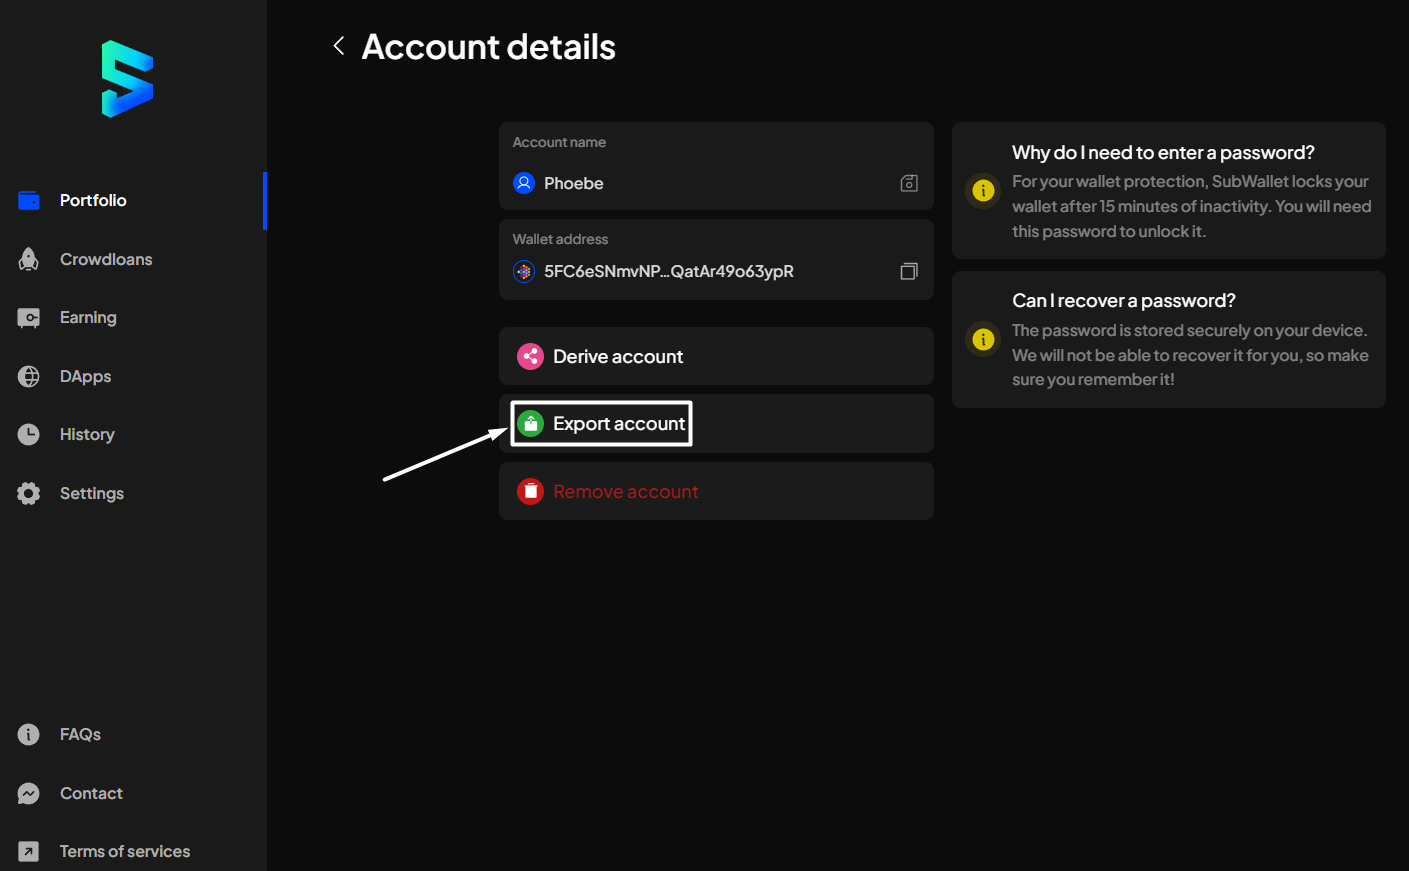 Account details
Portfolio
Crowdloans
Earning
DApps
History
Settings
FAQs
Contact
Terms of services
Account name
Phoebe
Wallet address
5FC6eSNmvNP...QatAr49o63ypR
Derive account
Export account
Remove account
Why do I need to enter a password?
For your wallet protection, SubWallet locks your
wallet after 15 minutes of inactivity. You will need
this password to unlock it.
Can I recover a password?
The password is stored securely on your device.
We will not be able to recover it for you, so make
sure you remember it!